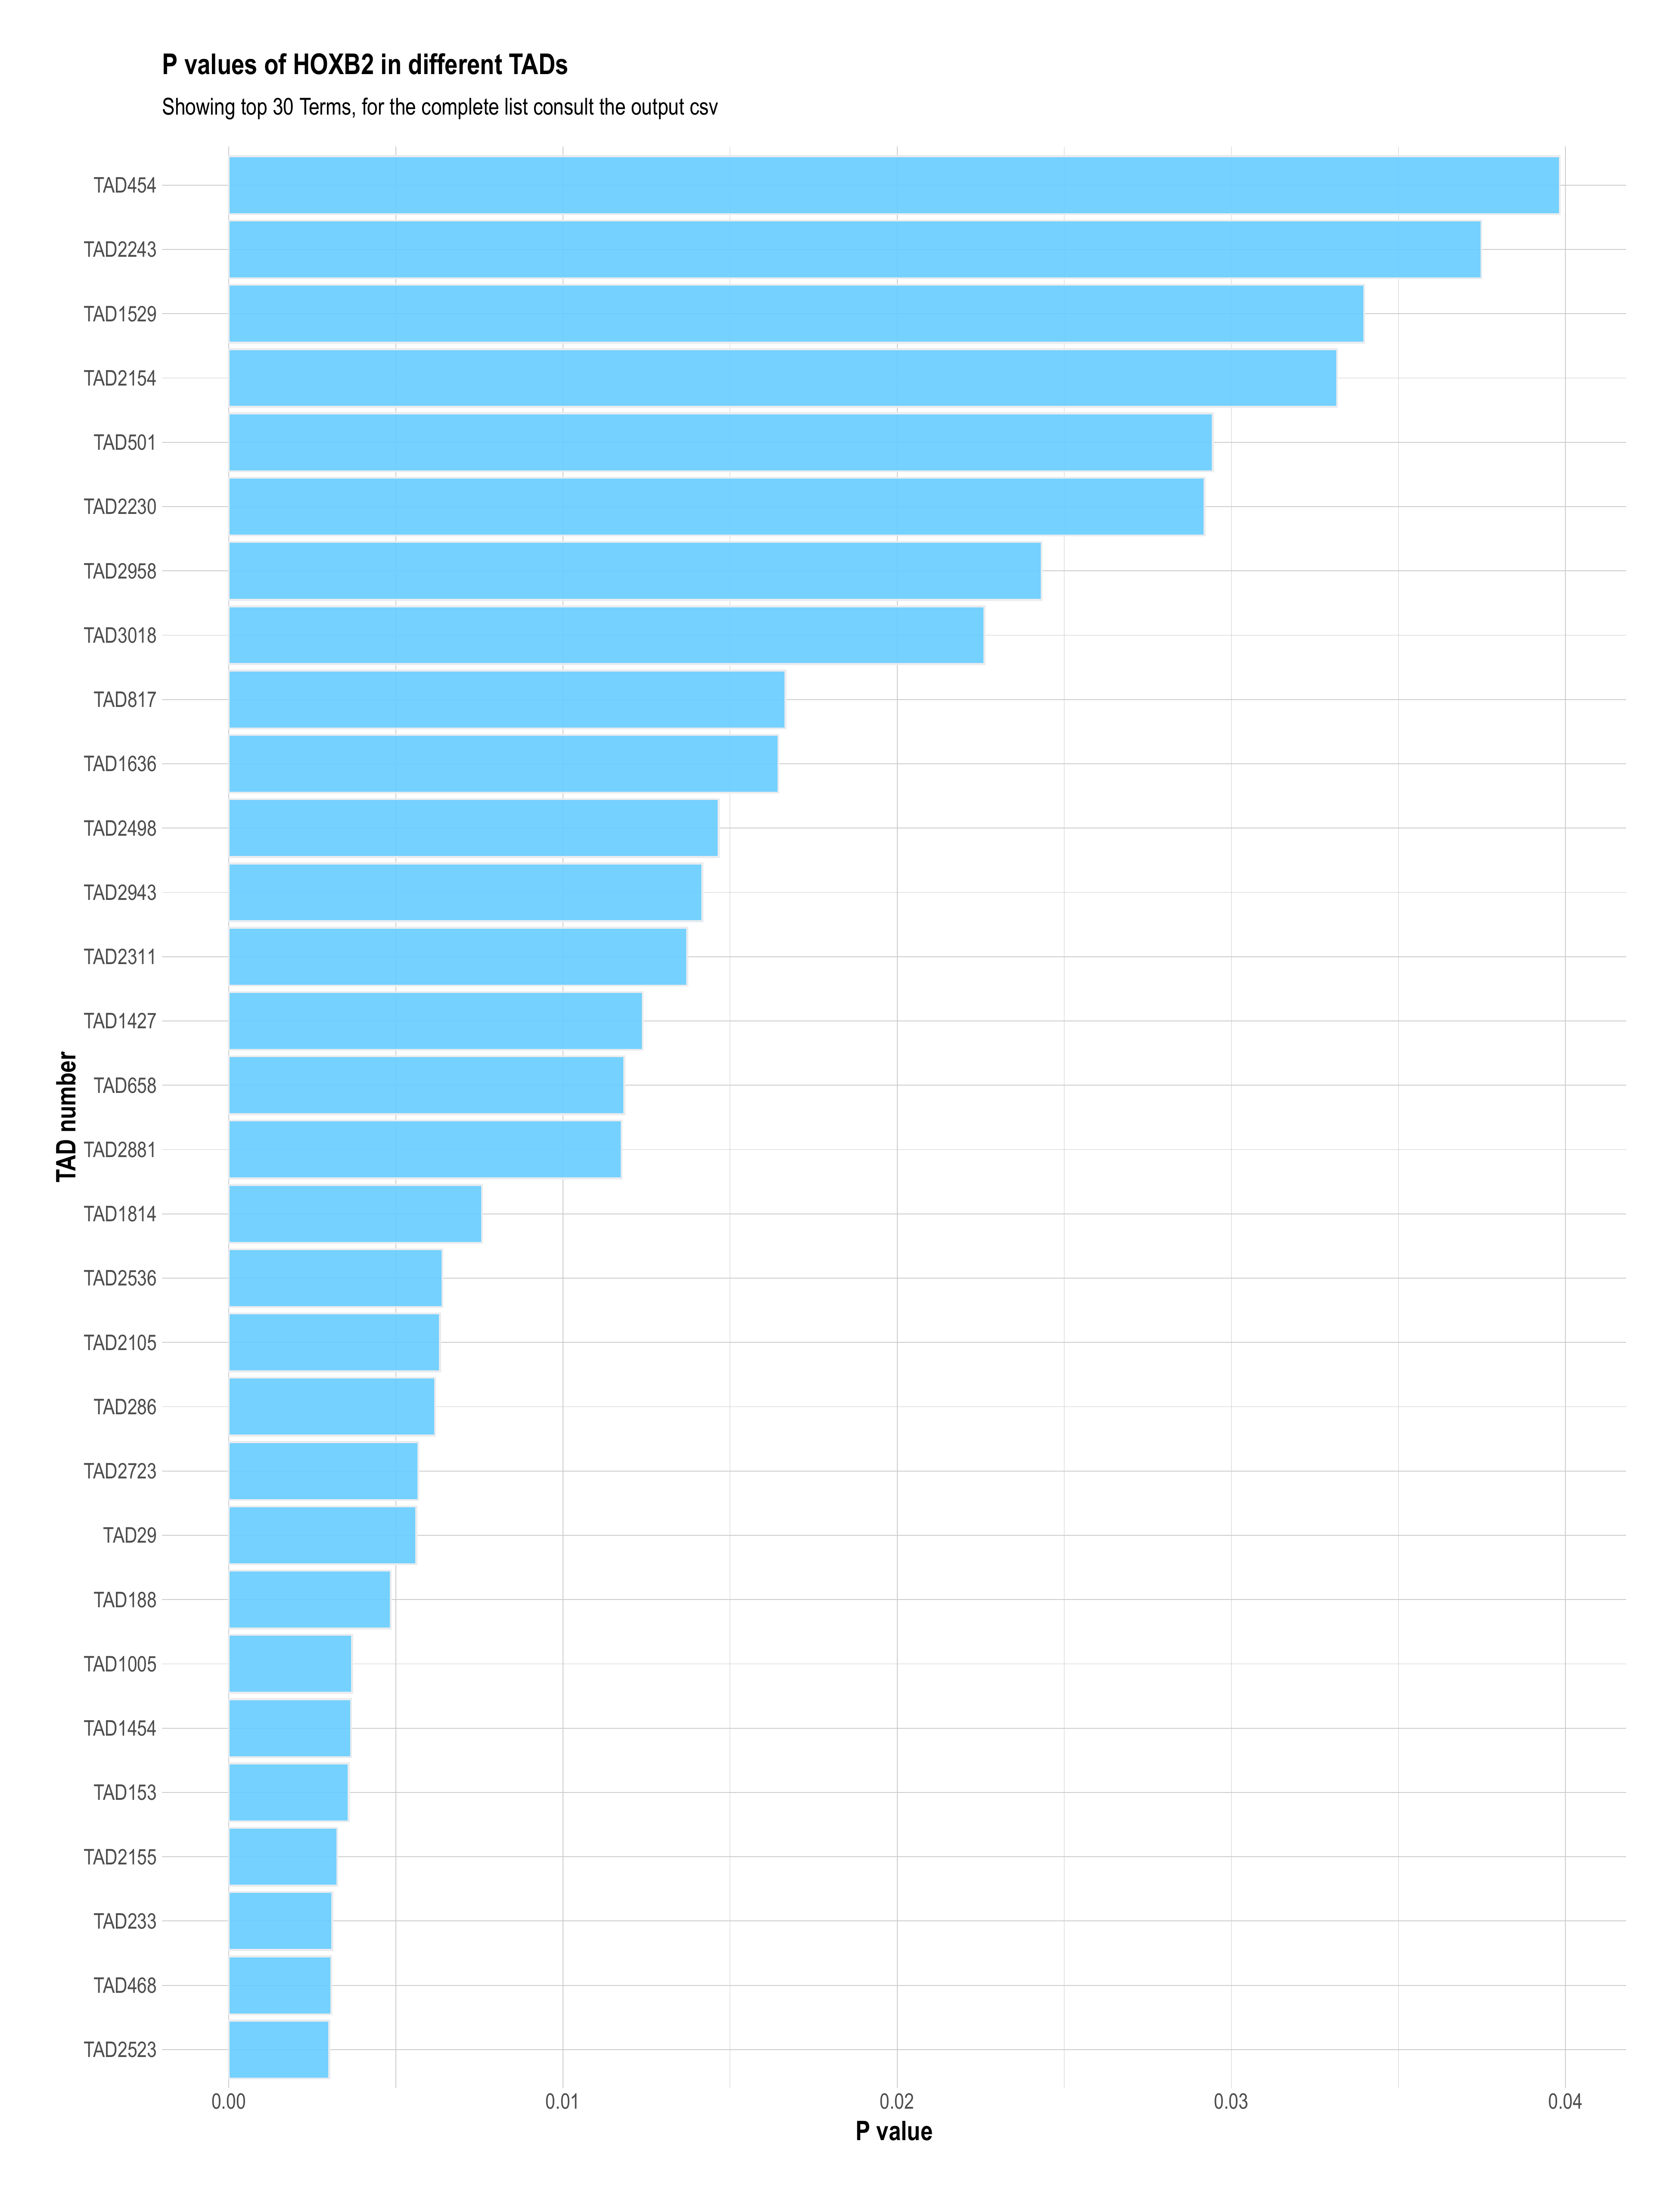 P values of HOXB2 in different TADs
Showing top 30 Terms, for the complete list consult the output csv
TAD number
TAD454
TAD2243
TAD1529
TAD2154
TAD501
TAD2230
TAD2958
TAD3018
TAD817
TAD1636
TAD2498
TAD2943
TAD2311
TAD1427
TAD658
TAD2881
TAD1814
TAD2536
TAD2105
TAD286
TAD2723
TAD29
TAD188
TAD1005
TAD1454
TAD153
TAD2155
TAD233
TAD468
TAD2523
0.00 0.01 0.02 0.03 0.04
P value